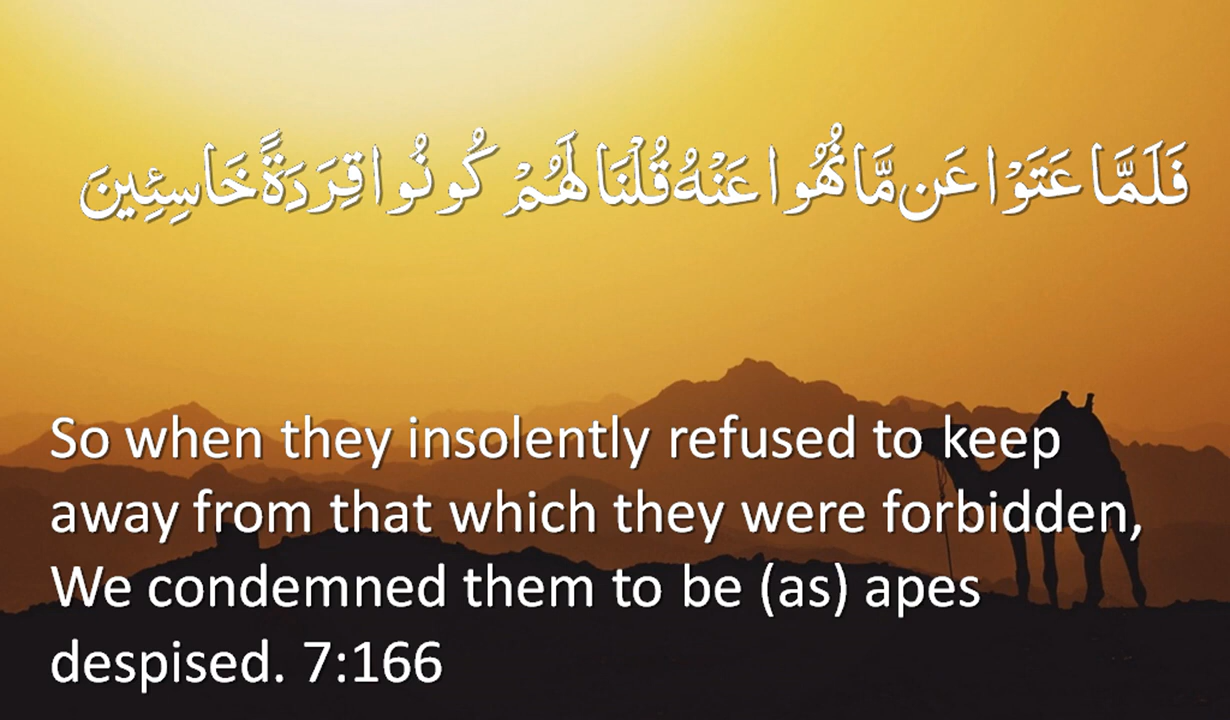 فَلَمَّا عَتَوْا عَن مَّا نُهُوا عَنْهُ قُلْنَا لَهُمْ كُونُوا قِرَدَةً خَاسِئِينَ
So when they insolently refused to keep
away from that which they were forbidden,
We condemned them to be (as) apes
despised. 7:166